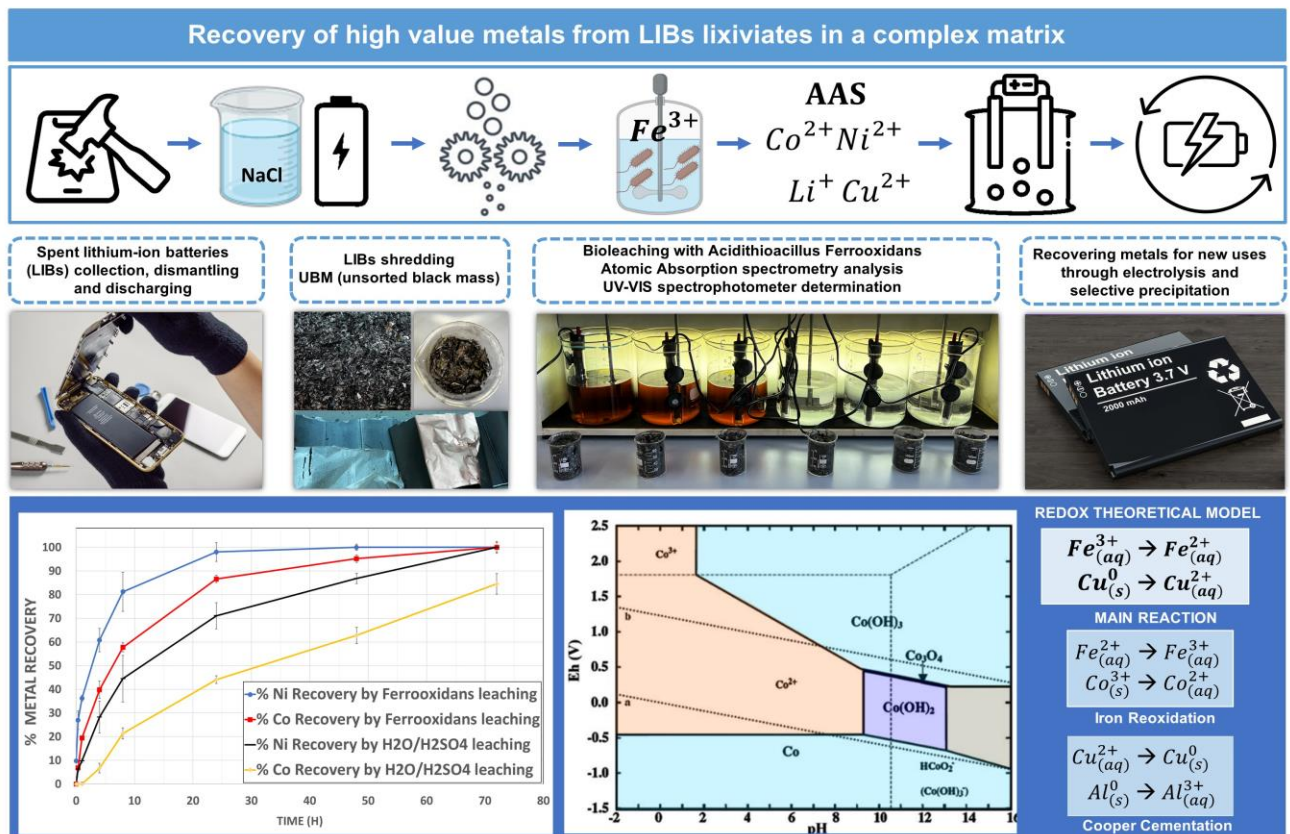 Recovery of high value metals from LIBs lixiviates in a complex matrix
NaCl
Fe³⁺
AAS
Co²⁺ Ni²⁺
Li⁺ Cu²⁺
Spent lithium-ion batteries
(LIBs) collection, dismantling
and discharging
LIBs shredding
UBM (unsorted black mass)
Bioleaching with Acidithioacillus Ferrooxidans
Atomic Absorption spectrometry analysis
UV-VIS spectrophotometer determination
Recovering metals for new uses
through electrolysis and
selective precipitation
Lithium ion
Lithium ion
Battery 3.7 V
2000 mAh
% METAL RECOVERY
100
90
80
70
60
50
40
30
20
10
0
0 10 20 30 40 50 60 70 80
TIME (H)
% Ni Recovery by Ferrooxidans leaching
% Co Recovery by Ferrooxidans leaching
% Ni Recovery by H2O/H2SO4 leaching
% Co Recovery by H2O/H2SO4 leaching
Eh (V)
2.5
2.0
1.5
1.0
0.5
0.0
-0.5
-1.0
-1.5
-2 0 2 4 6 8 10 12 14 16
pH
Co³⁺
b
Co(OH)₃
Co₃O₄
Co²⁺
Co(OH)₂
a
Co
HCoO₂⁻
(Co(OH)₃⁻)
REDOX THEORETICAL MODEL
Fe³⁺(aq) → Fe²⁺(aq)
Cu⁰(s) → Cu²⁺(aq)
MAIN REACTION
Fe²⁺(aq) → Fe³⁺(aq)
Co³⁺(s) → Co²⁺(aq)
Iron Reoxidation
Cu²⁺(aq) → Cu⁰(s)
Al⁰(s) → Al³⁺(aq)
Cooper Cementation